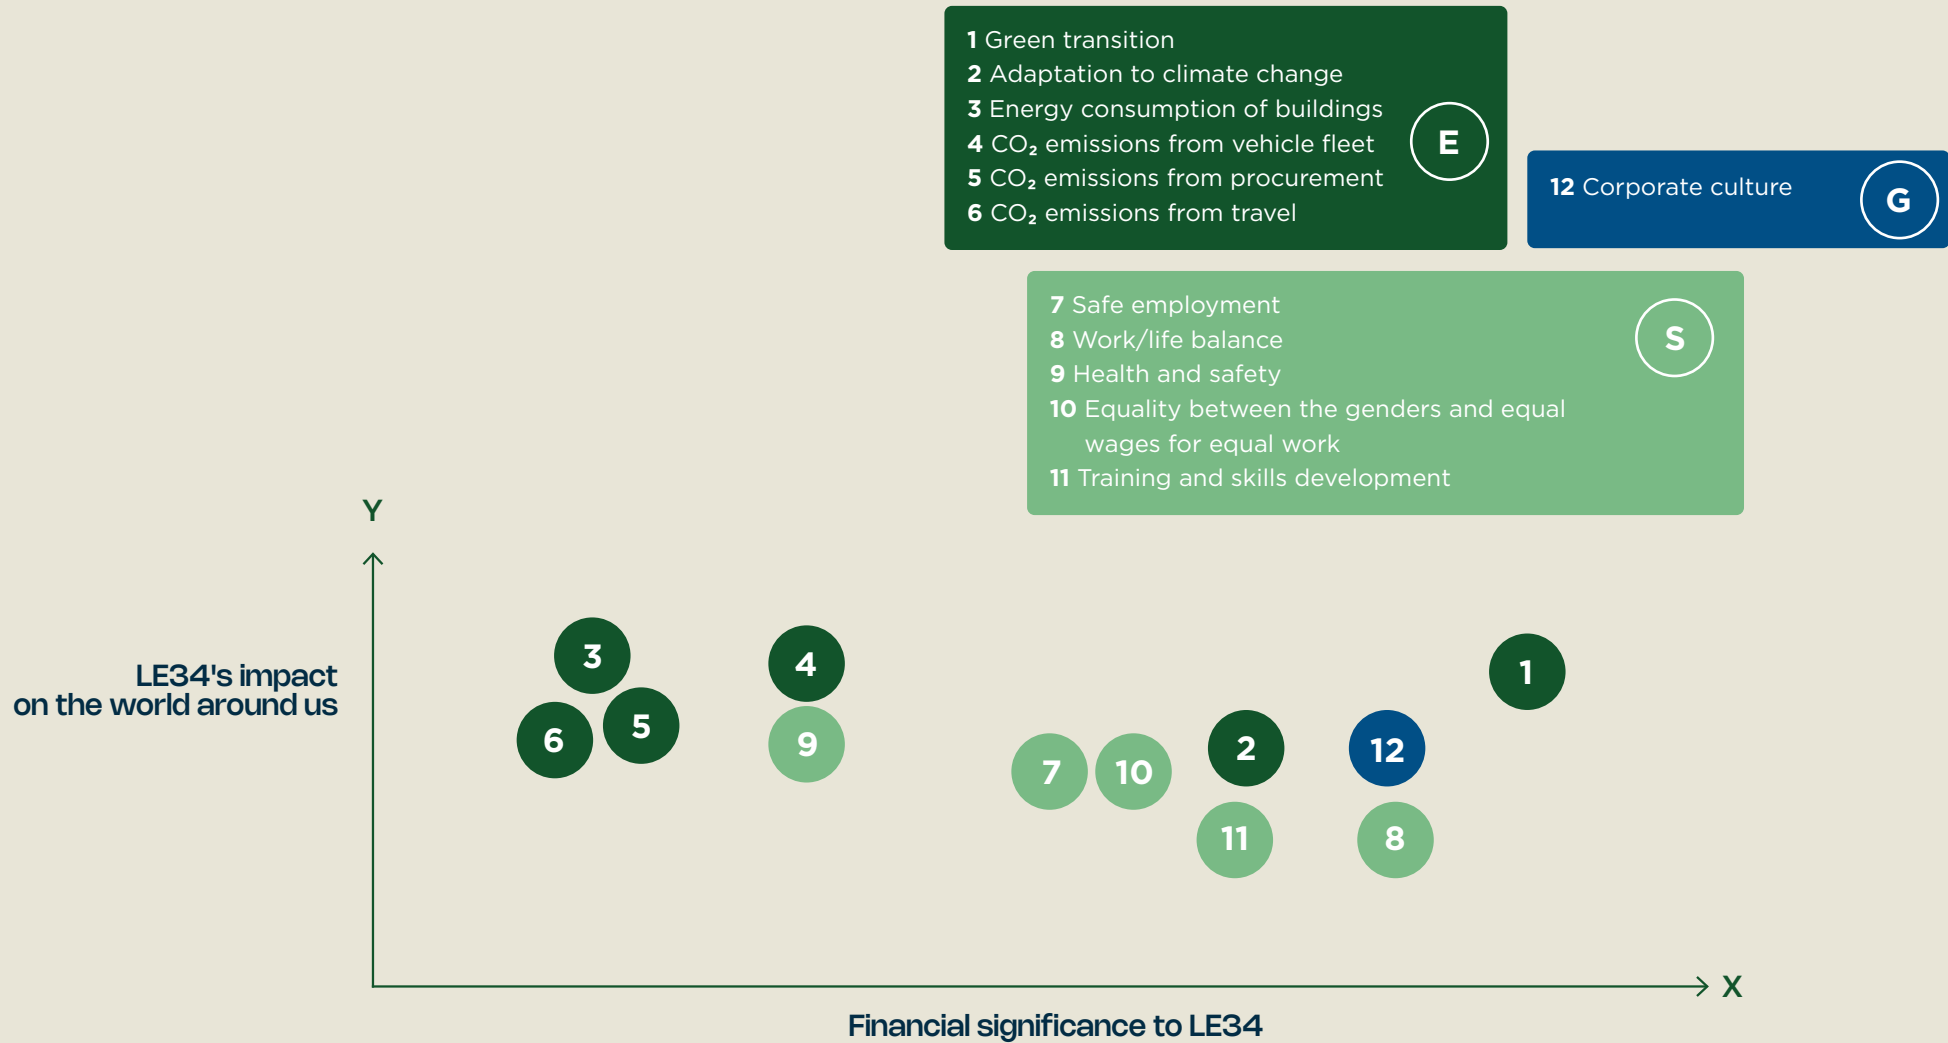 1 Green transition
2 Adaptation to climate change
3 Energy consumption of buildings
4 CO₂ emissions from vehicle fleet
5 CO₂ emissions from procurement
6 CO₂ emissions from travel
E
12 Corporate culture
G
7 Safe employment
8 Work/life balance
9 Health and safety
10 Equality between the genders and equal
wages for equal work
11 Training and skills development
S
Y
LE34's impact
on the world around us
3
4
1
6
5
9
7
10
2
12
11
8
X
Financial significance to LE34